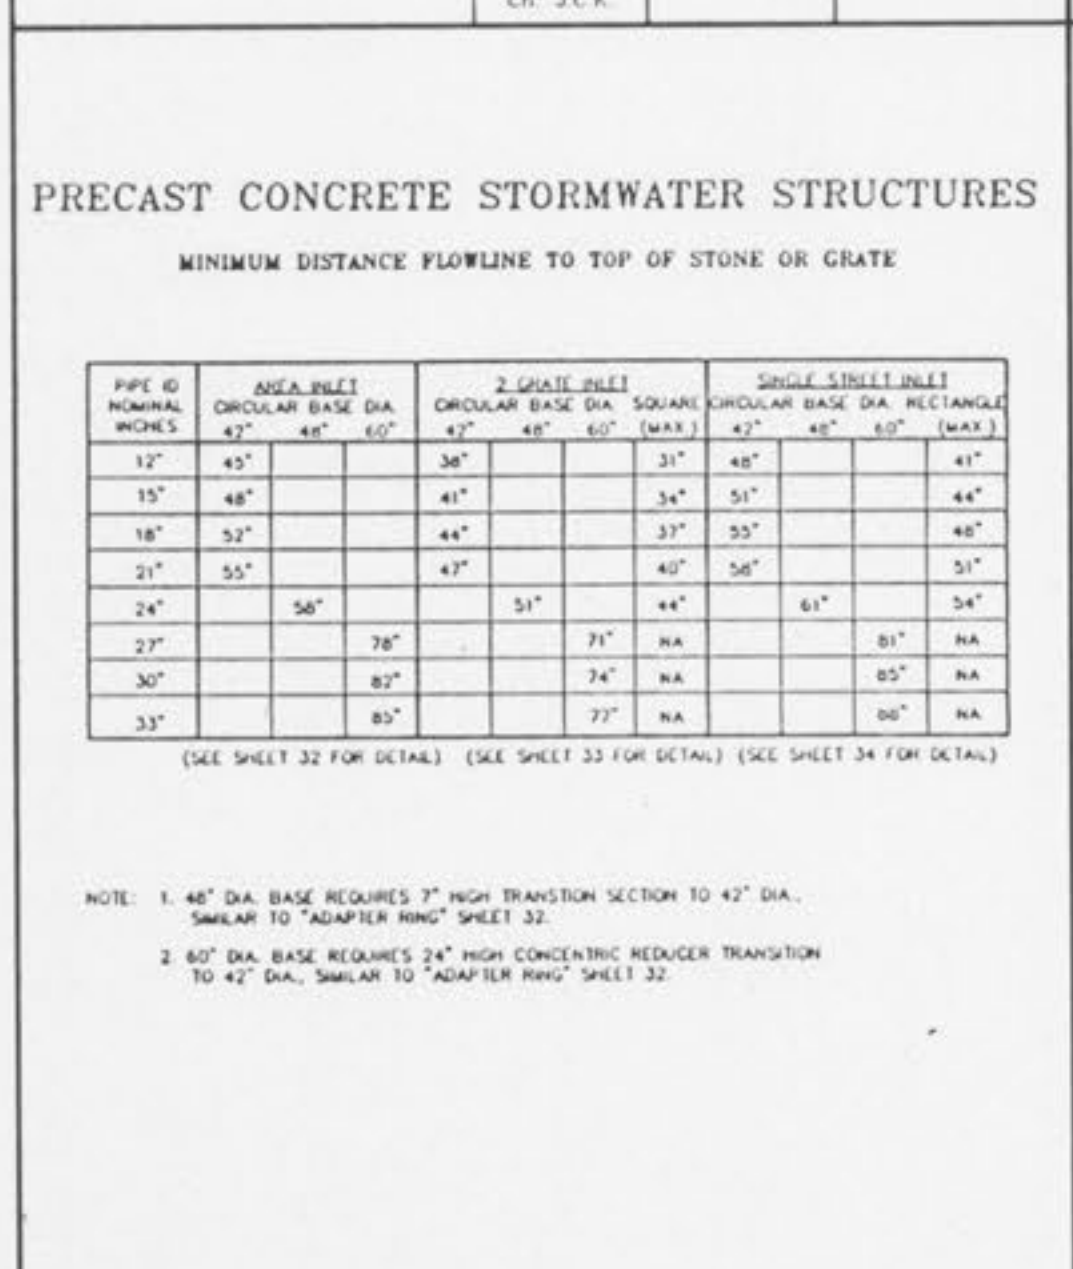 CH. J.C.R.
PRECAST CONCRETE STORMWATER STRUCTURES
MINIMUM DISTANCE FLOWLINE TO TOP OF STONE OR GRATE
PIPE ID AREA INLET 2 GRATE INLET SINGLE STREET INLET
NOMINAL CIRCULAR BASE DIA. CIRCULAR BASE DIA. SQUARE CIRCULAR BASE DIA. RECTANGLE
INCHES 42" 48" 60" 42" 48" 60" (MAX.) 42" 48" 60" (MAX.)
12" 45" 38" 31" 48" 41"
15" 48" 41" 34" 51" 44"
18" 52" 44" 37" 55" 48"
21" 55" 47" 40" 58" 51"
24" 58" 51" 44" 61" 54"
27" 78" 71" NA 81" NA
30" 82" 74" NA 85" NA
33" 85" 77" NA NA
(SEE SHEET 32 FOR DETAIL) (SEE SHEET 33 FOR DETAIL) (SEE SHEET 34 FOR DETAIL)
NOTE: 1. 48" DIA. BASE REQUIRES 7" HIGH TRANSTION SECTION TO 42" DIA.,
SIMILAR TO "ADAPTER RING" SHEET 32.
2 60" DIA. BASE REQUIRES 24" HIGH CONCENTRIC REDUCER TRANSITION
TO 42" DIA., SIMILAR TO "ADAPTER RING" SHEET 32